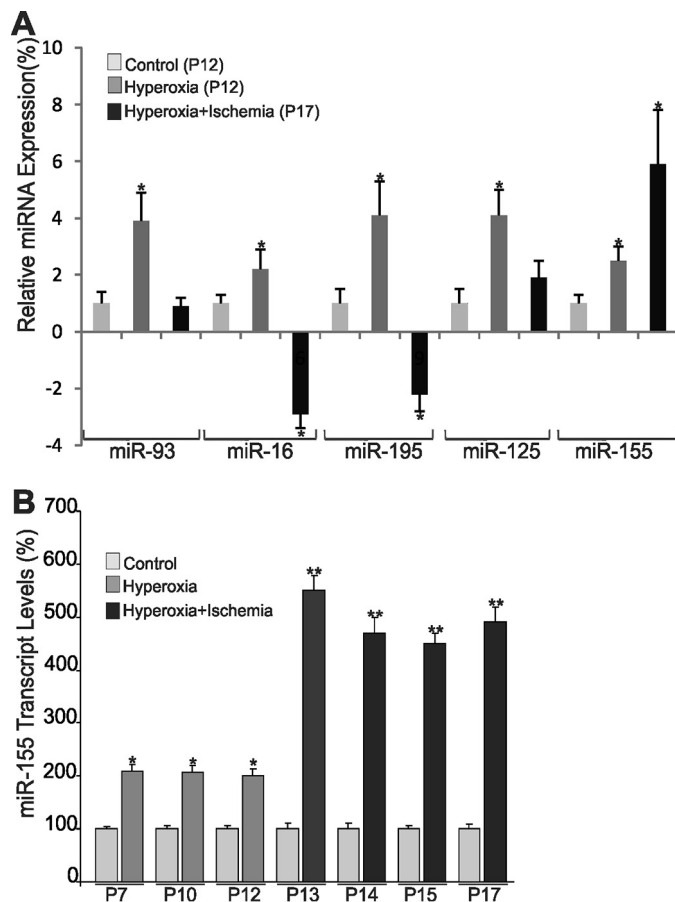 A
Relative miRNA Expression(%)
10
8
6
4
2
0
-2
-4
Control (P12)
Hyperoxia (P12)
Hyperoxia+Ischemia (P17)
*
*
*
*
*
*
*
*
miR-93
miR-16
miR-195
miR-125
miR-155
B
miR-155 Transcript Levels (%)
700
600
500
400
300
200
100
0
Control
Hyperoxia
Hyperoxia+Ischemia
*
*
*
**
**
**
**
P7
P10
P12
P13
P14
P15
P17